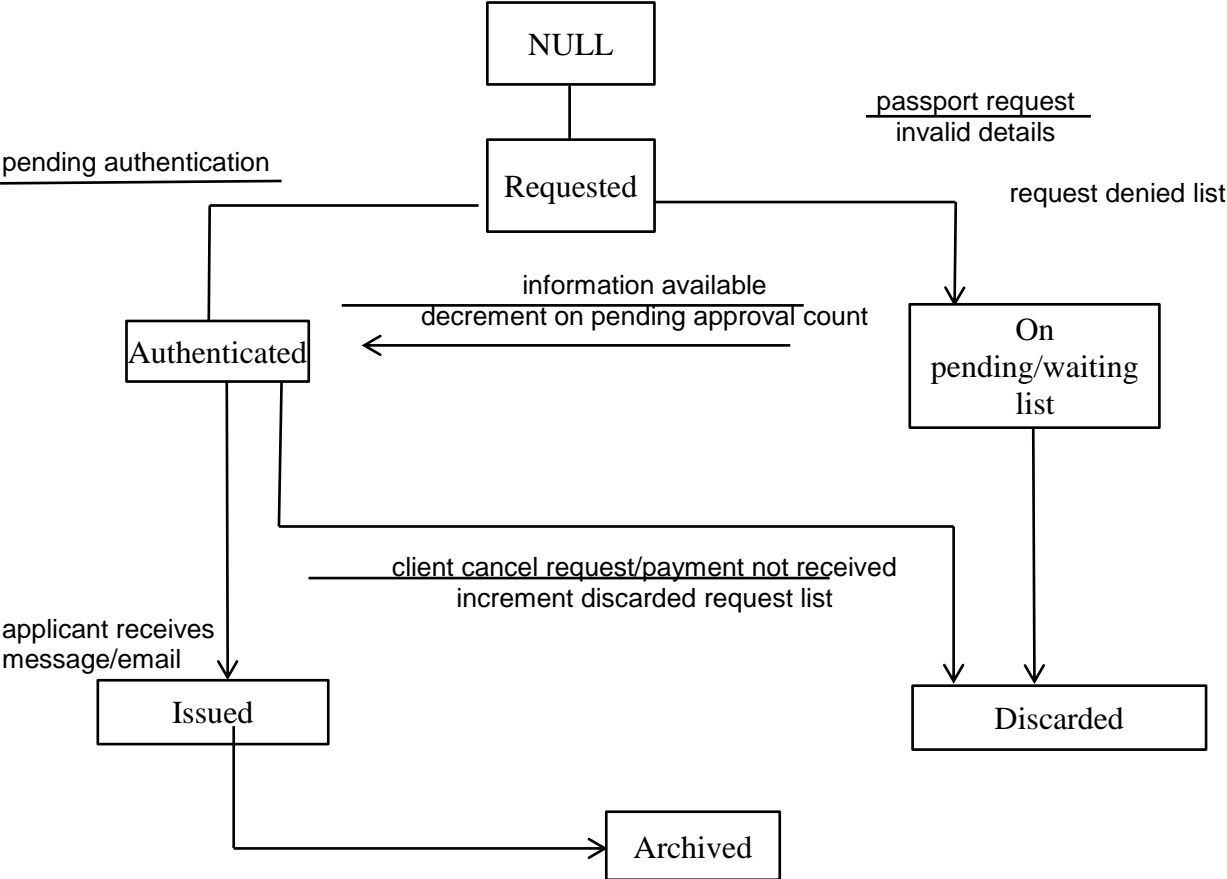 NULL
passport request
invalid details
pending authentication
Requested
request denied list
information available
decrement on pending approval count
Authenticated
On
pending/waiting
list
client cancel request/payment not received
increment discarded request list
applicant receives
message/email
Issued
Discarded
Archived